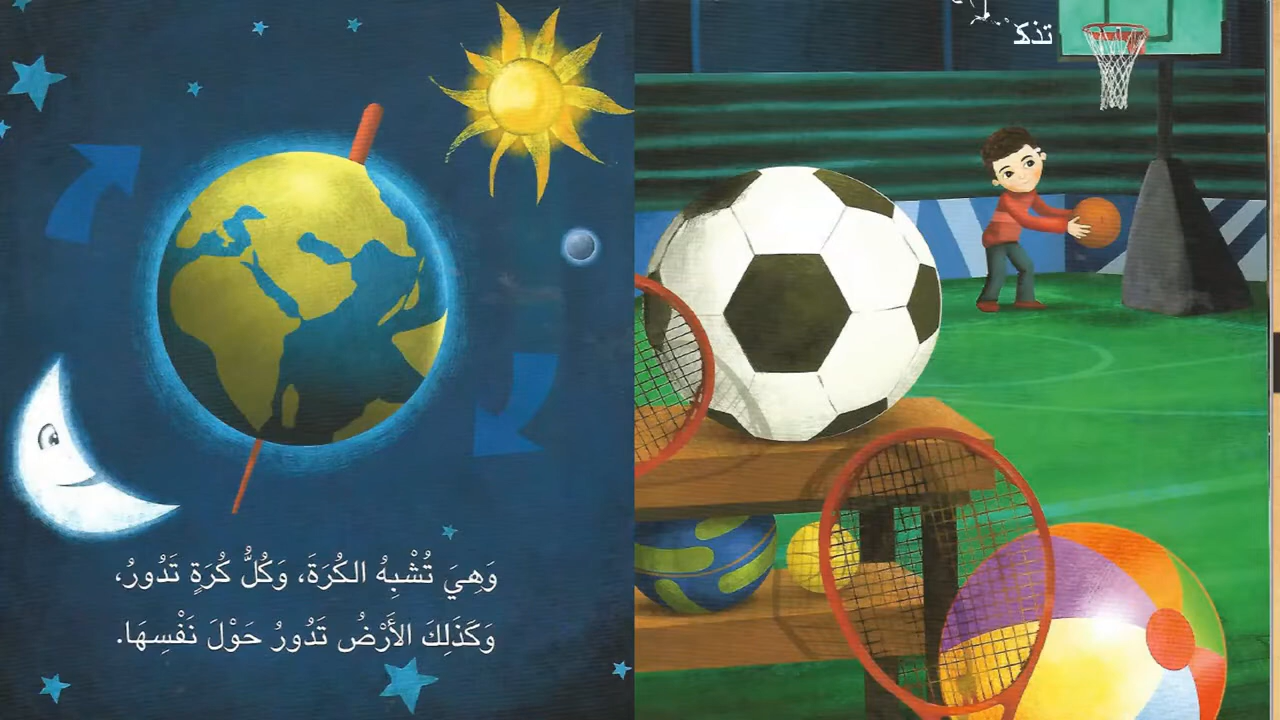 وَهِيَ تُشْبِهُ الكُرَةَ، وَكُلُّ كُرَةٍ تَدُورُ،
وَكَذَلِكَ الأَرْضُ تَدُورُ حَوْلَ نَفْسِهَا.